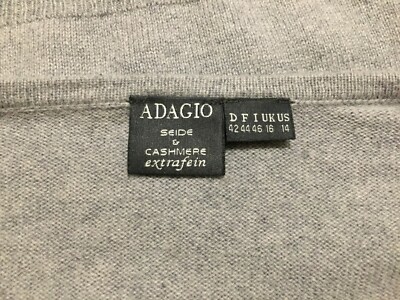 ADAGIO
SEIDE
&
CASHMERE
extrafein
D F I UK US
42 44 46 16 14